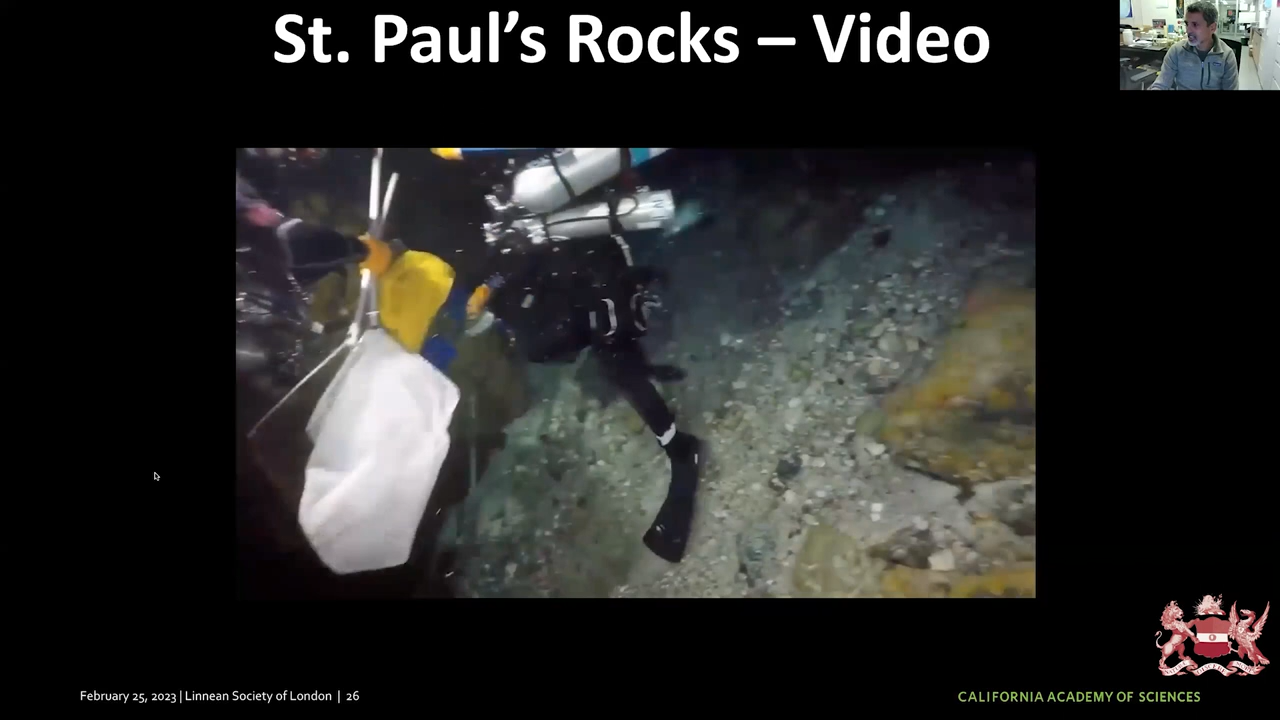 St. Paul's Rocks – Video
February 25, 2023 | Linnean Society of London | 26
CALIFORNIA ACADEMY OF SCIENCES